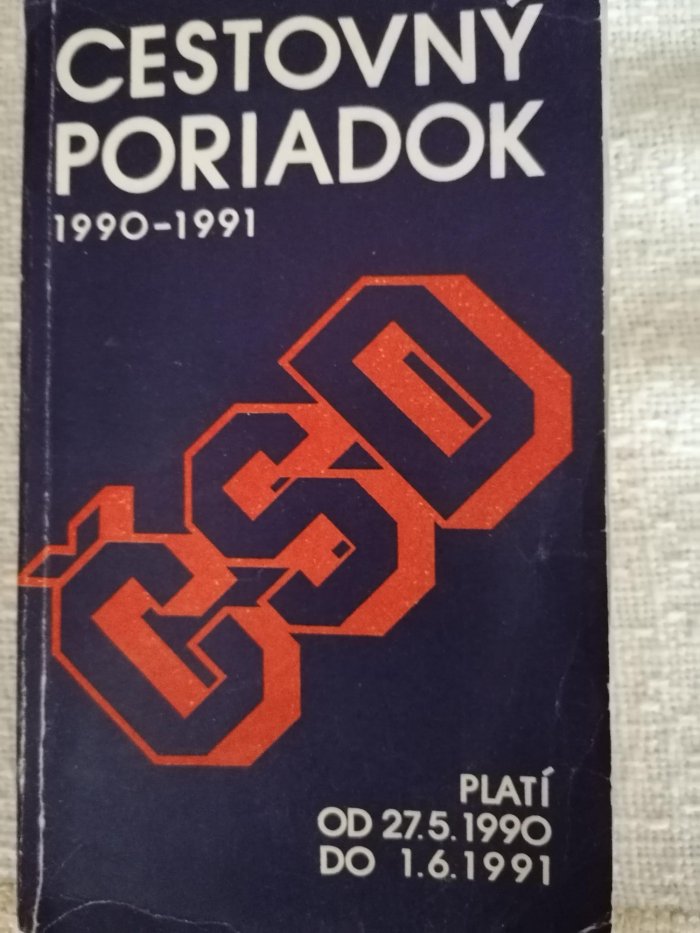 CESTOVNÝ
PORIADOK
1990-1991
ČSD
PLATÍ
OD 27.5.1990
DO 1.6.1991